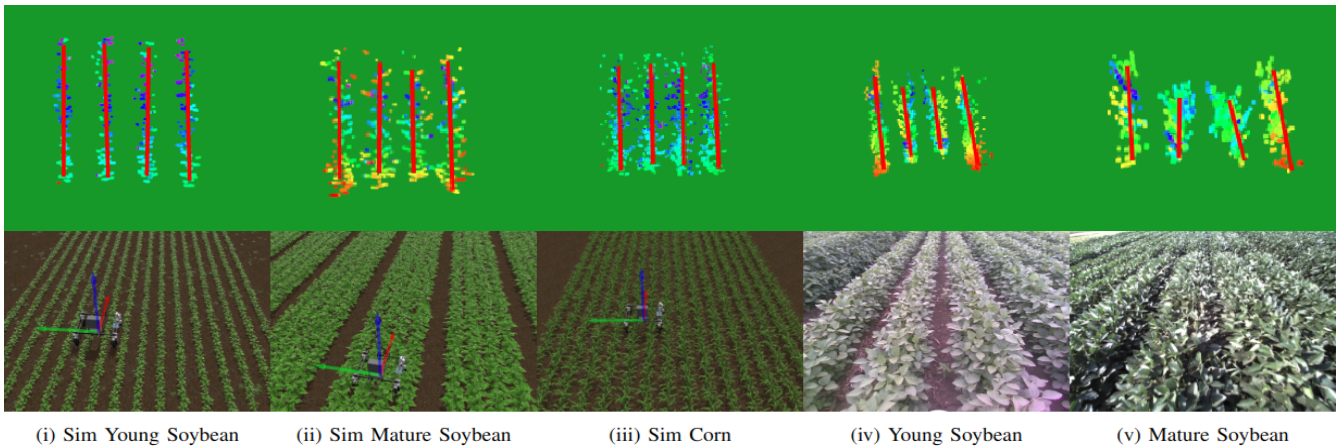 (i) Sim Young Soybean
(ii) Sim Mature Soybean
(iii) Sim Corn
(iv) Young Soybean
(v) Mature Soybean